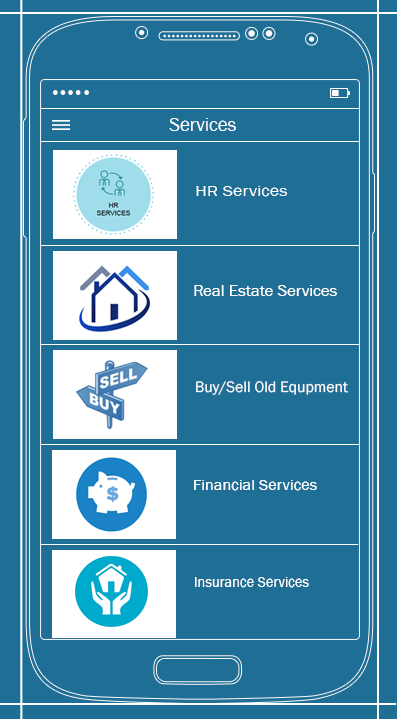 Services
HR
SERVICES
HR Services
Real Estate Services
SELL
BUY
Buy/Sell Old Equpment
$
Financial Services
Insurance Services